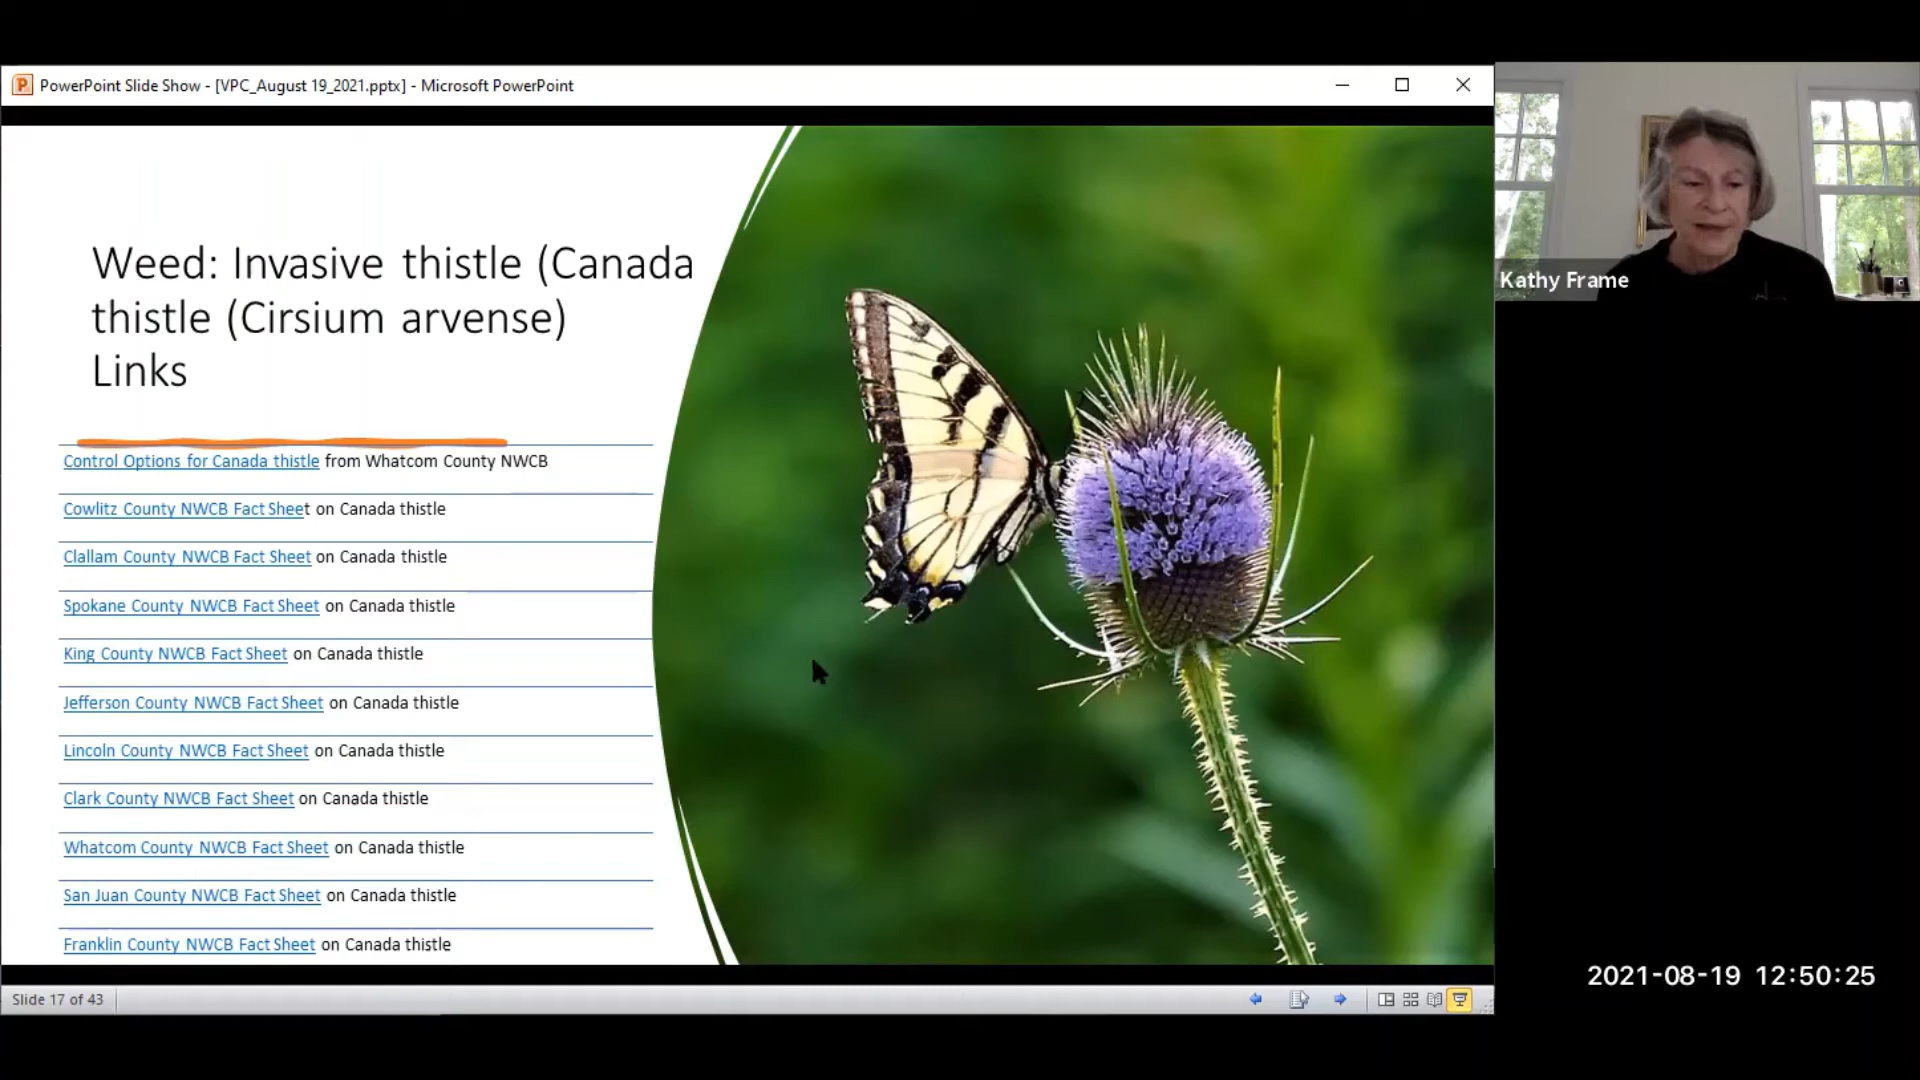 PowerPoint Slide Show - [VPC_August 19_2021.pptx] - Microsoft PowerPoint
Weed: Invasive thistle (Canada
thistle (Cirsium arvense)
Links
Control Options for Canada thistle from Whatcom County NWCB
Cowlitz County NWCB Fact Sheet on Canada thistle
Clallam County NWCB Fact Sheet on Canada thistle
Spokane County NWCB Fact Sheet on Canada thistle
King County NWCB Fact Sheet on Canada thistle
Jefferson County NWCB Fact Sheet on Canada thistle
Lincoln County NWCB Fact Sheet on Canada thistle
Clark County NWCB Fact Sheet on Canada thistle
Whatcom County NWCB Fact Sheet on Canada thistle
San Juan County NWCB Fact Sheet on Canada thistle
Franklin County NWCB Fact Sheet on Canada thistle
Slide 17 of 43
Kathy Frame
2021-08-19 12:50:25